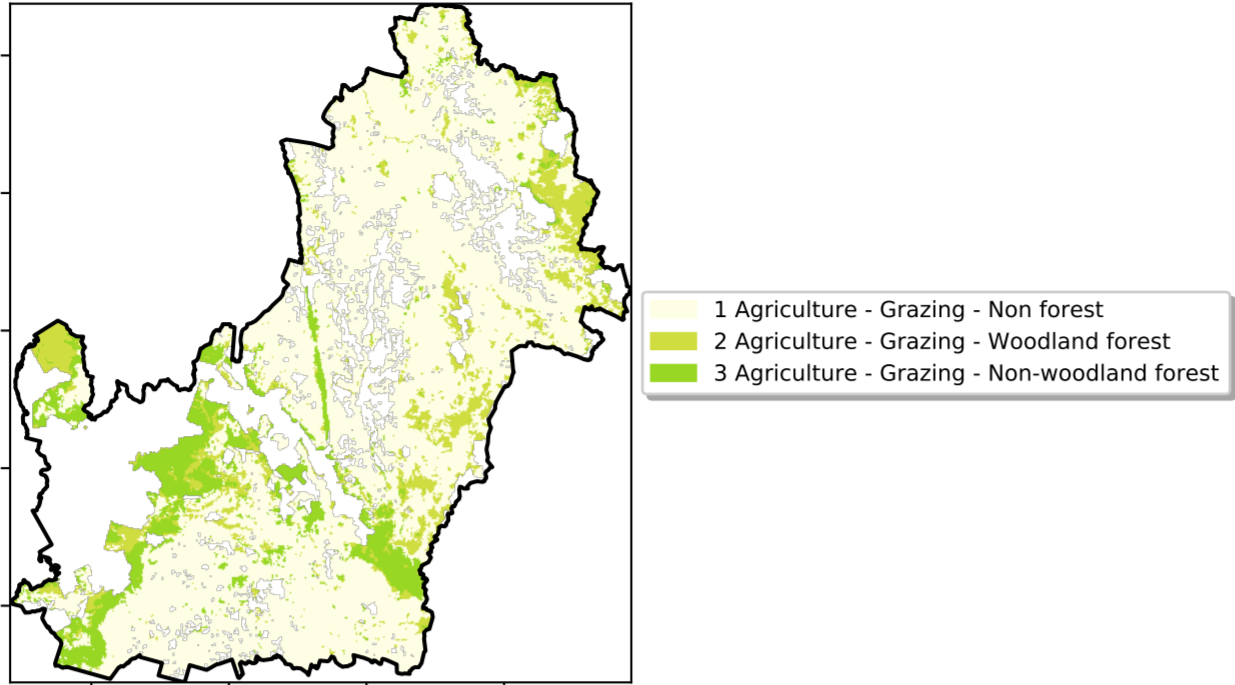 1 Agriculture - Grazing - Non forest
2 Agriculture - Grazing - Woodland forest
3 Agriculture - Grazing - Non-woodland forest